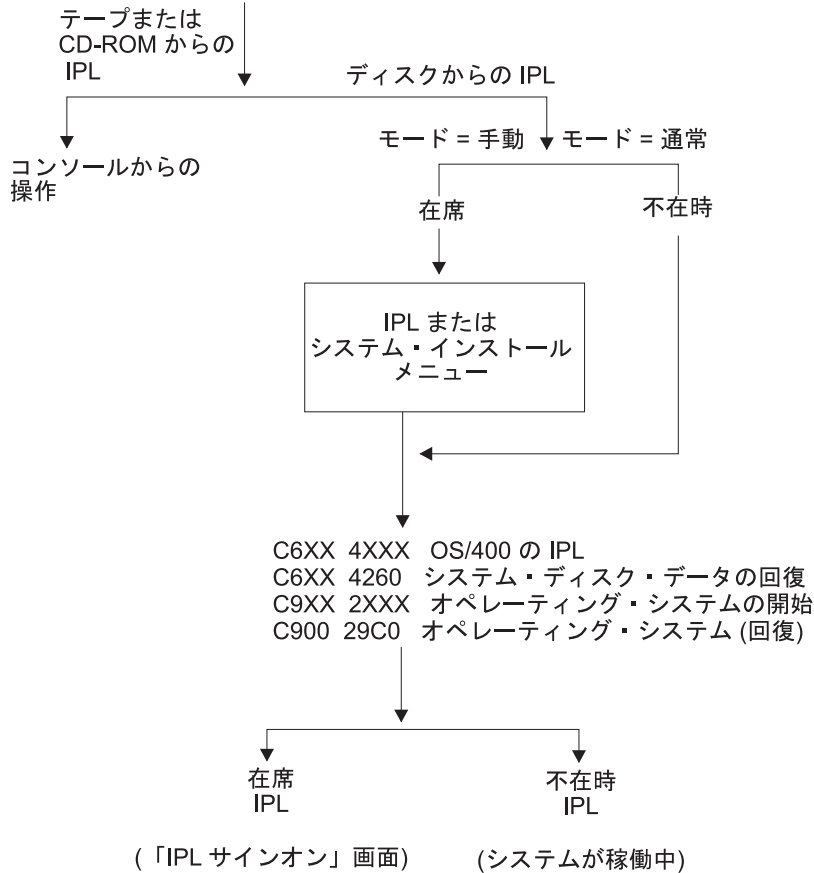 テープまたは
CD-ROM からの
IPL
ディスクからの IPL
モード = 手動 モード = 通常
コンソールからの
操作
在席 不在時
IPL または
システム・インストール
メニュー
C6XX 4XXX OS/400 の IPL
C6XX 4260 システム・ディスク・データの回復
C9XX 2XXX オペレーティング・システムの開始
C900 29C0 オペレーティング・システム (回復)
在席
IPL
不在時
IPL
(「IPL サインオン」画面) (システムが稼働中)